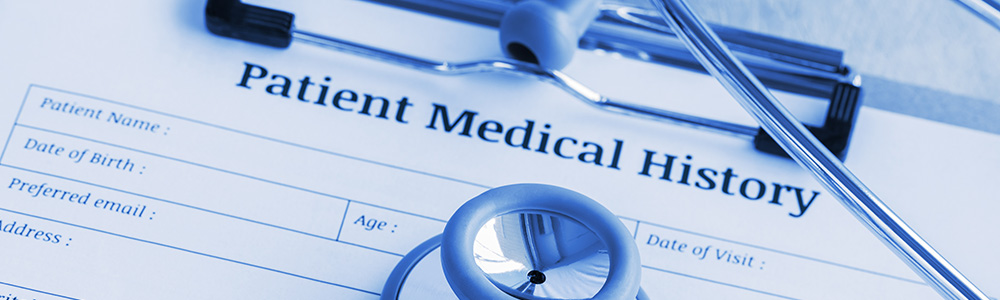 Patient Medical History
Patient Name :
Date of Birth :
Age :
Date of Visit :
Preferred email :
Address :